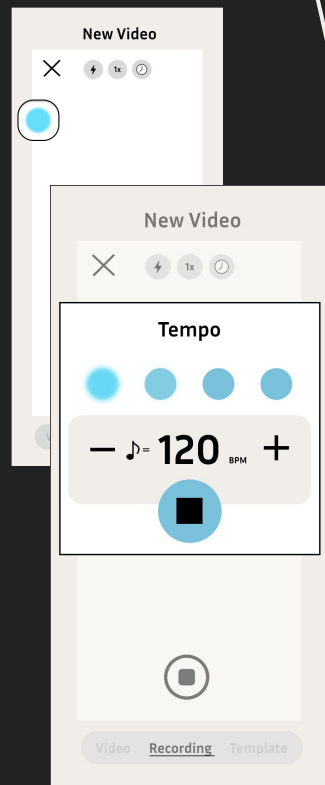 New Video
1x
V
New Video
1x
Tempo
= 120 BPM
Video Recording Template